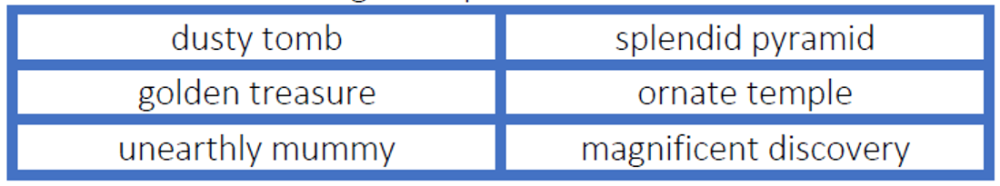 dusty tomb
splendid pyramid
golden treasure
ornate temple
unearthly mummy
magnificent discovery